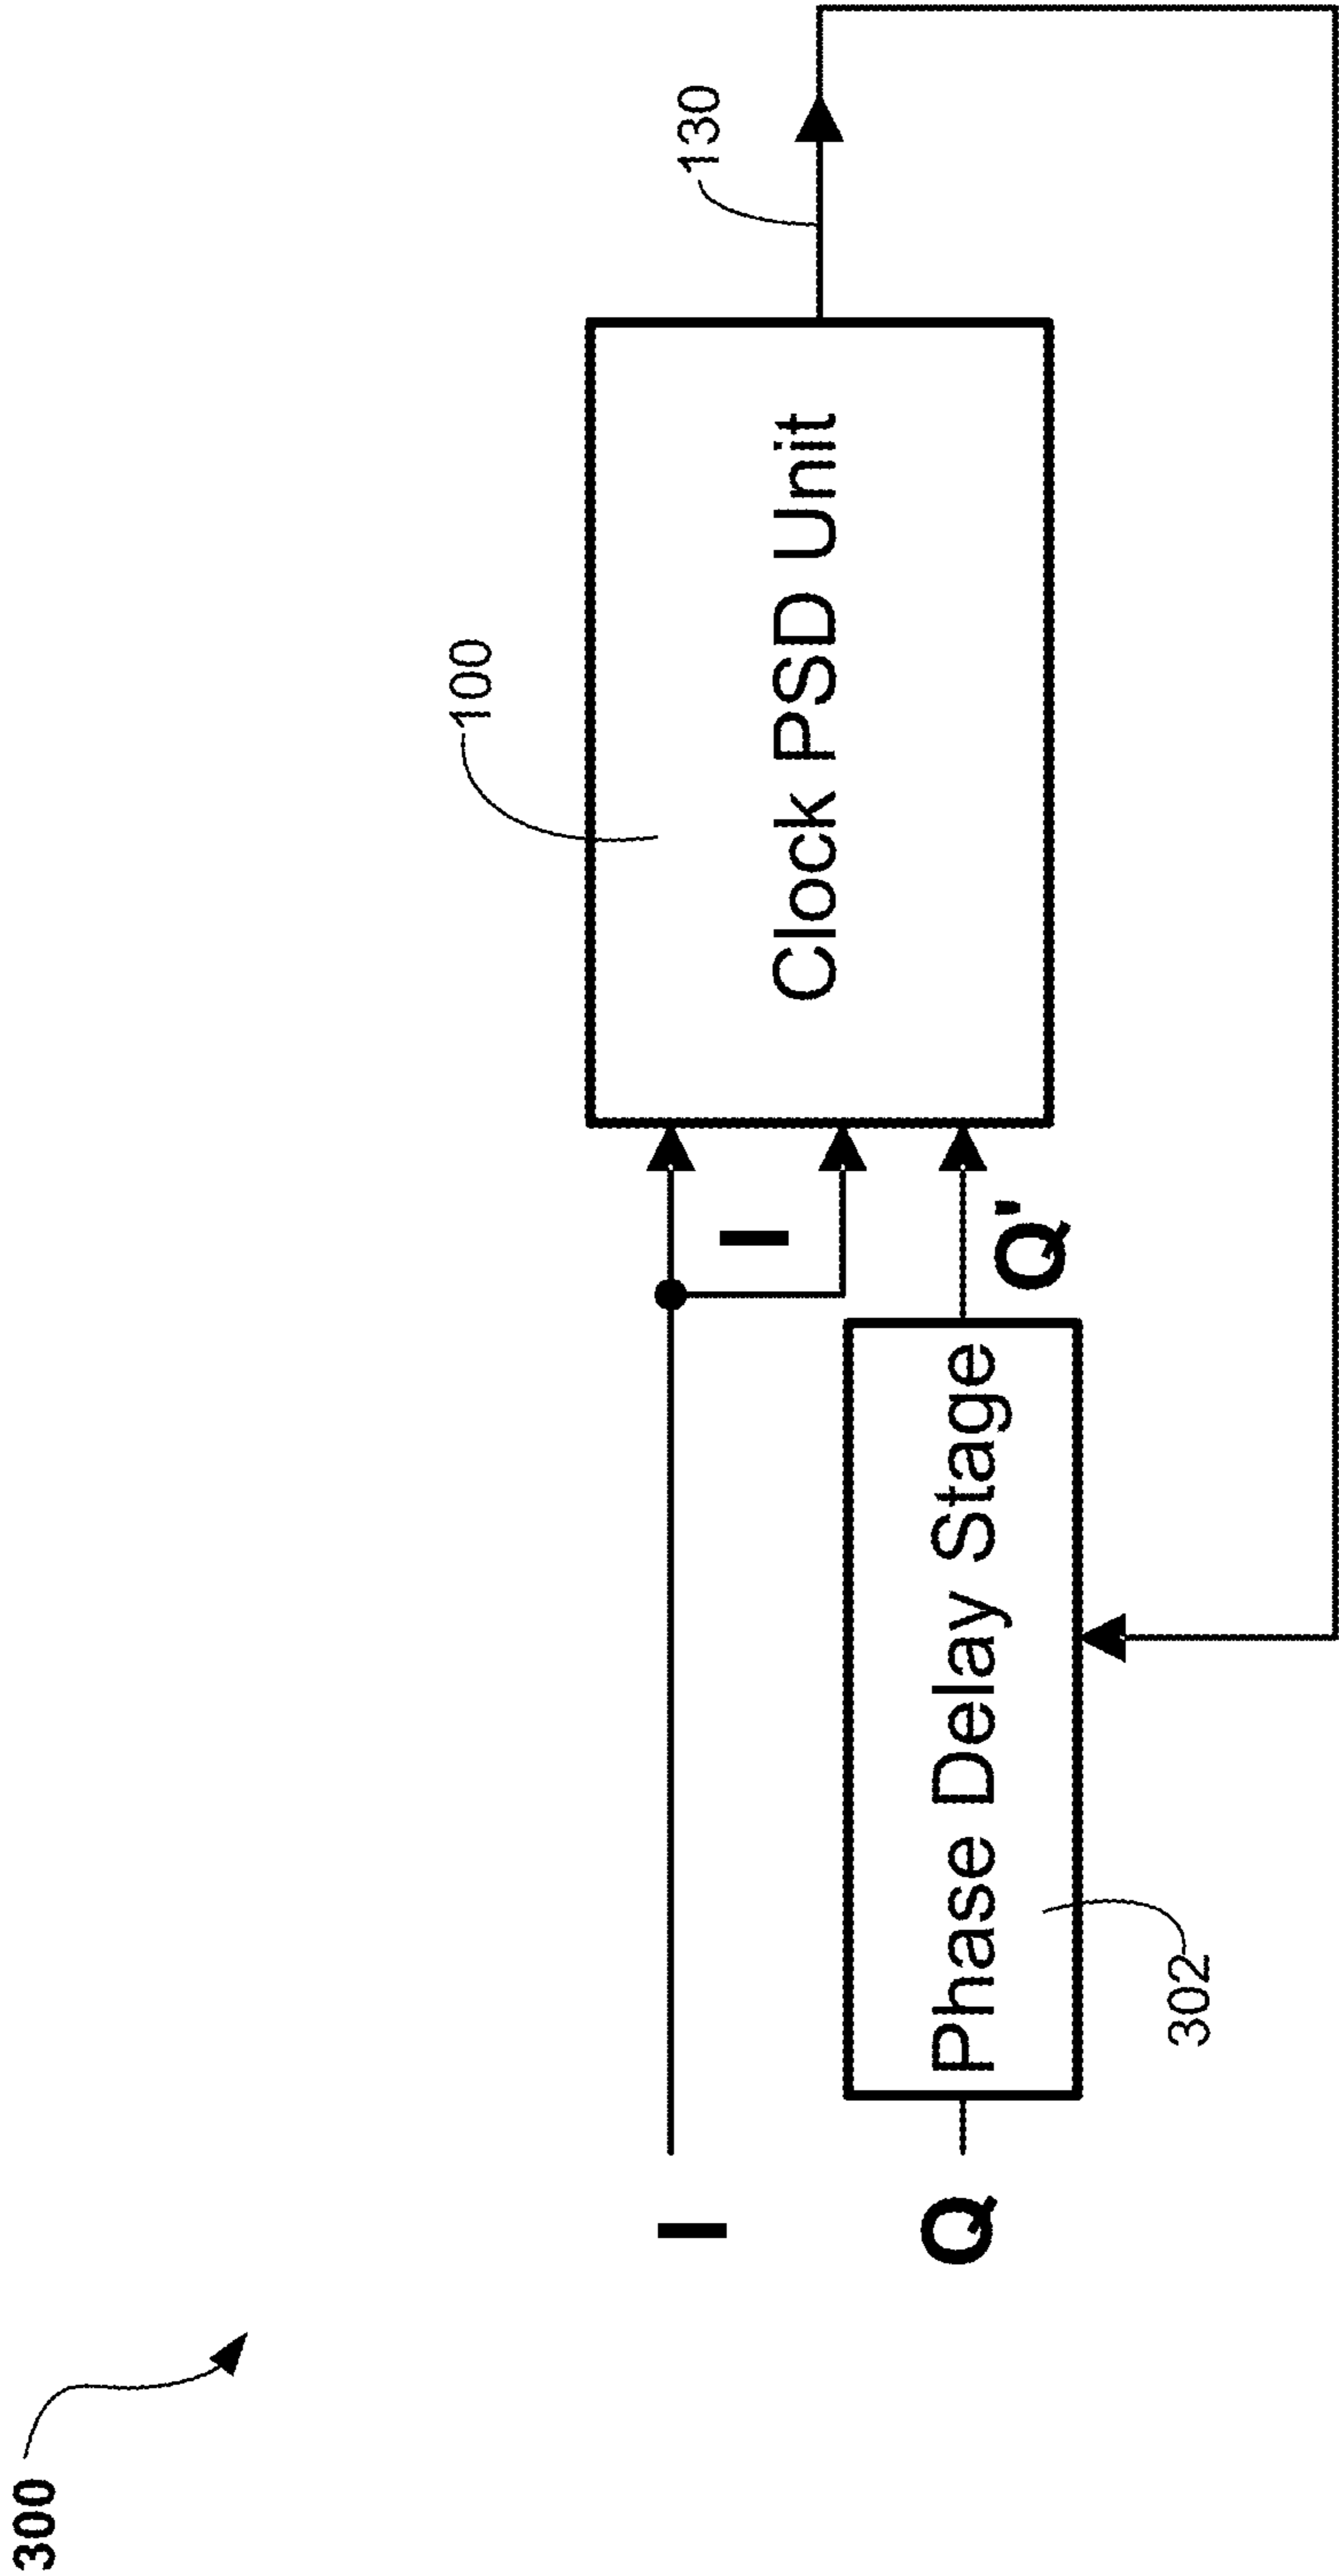 300
130
100
Clock PSD Unit
I
I
Q
Phase Delay Stage
Q'
302